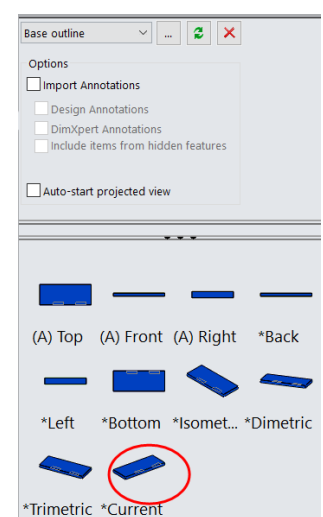 Base outline ...
Options
Import Annotations
Design Annotations
DimXpert Annotations
Include items from hidden features
Auto-start projected view
(A) Top (A) Front (A) Right *Back
*Left *Bottom *Isomet... *Dimetric
*Trimetric *Current